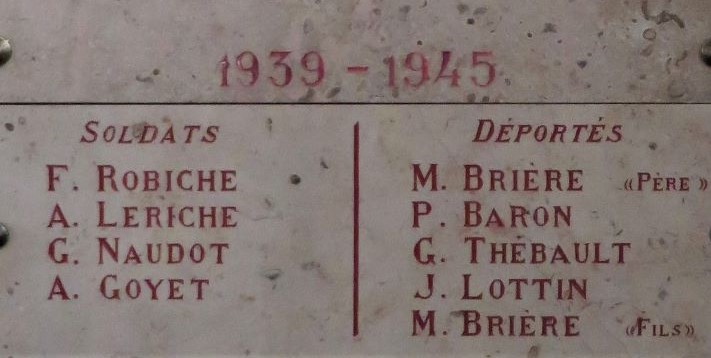 1939 - 1945
SOLDATS
F. ROBICHE
A. LERICHE
G. NAUDOT
A. GOYET
DÉPORTÉS
M. BRIÈRE «PÈRE»
P. BARON
G. THÉBAULT
J. LOTTIN
M. BRIÈRE «FILS»